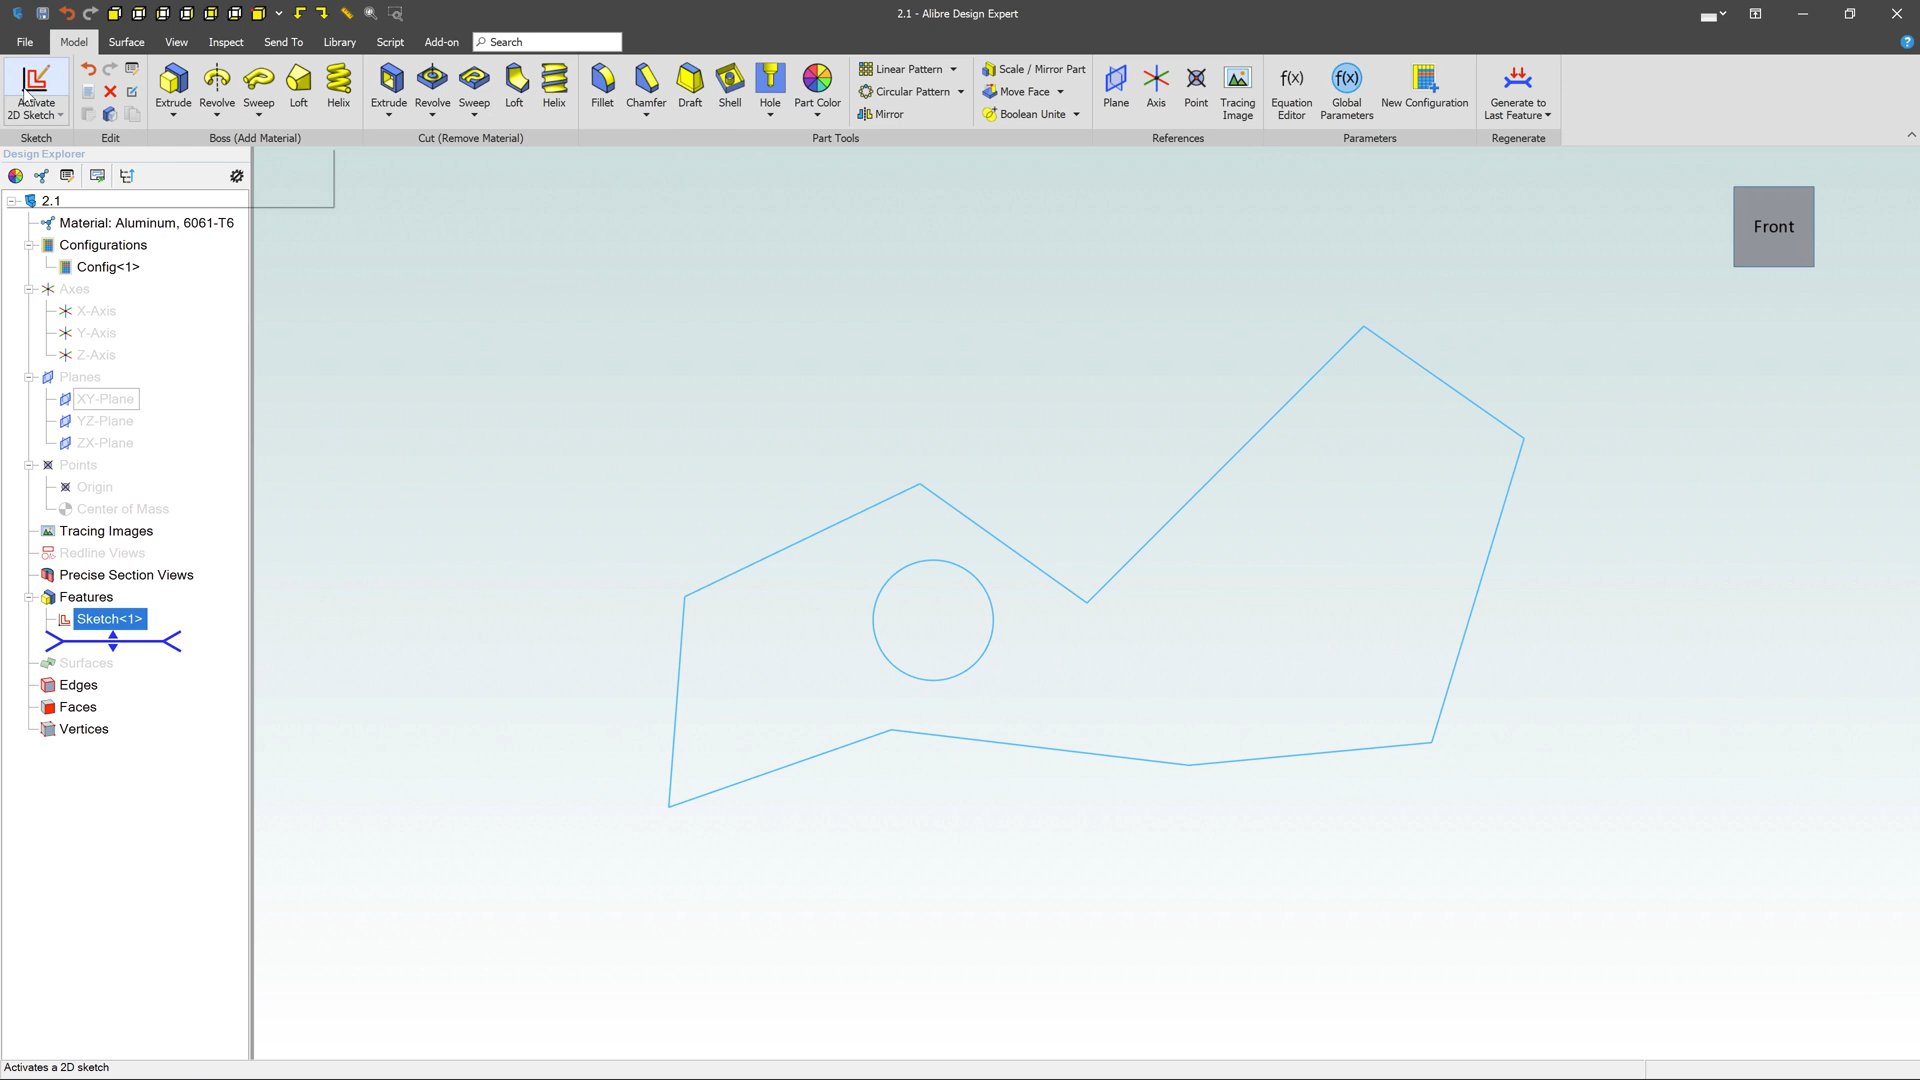 2.1 - Alibre Design Expert
File
Model
Surface
View
Inspect
Send To
Library
Script
Add-on
Search
Activate
2D Sketch
Sketch
Edit
Extrude
Revolve
Sweep
Loft
Helix
Boss (Add Material)
Extrude
Revolve
Sweep
Loft
Helix
Cut (Remove Material)
Fillet
Chamfer
Draft
Shell
Hole
Part Color
Linear Pattern
Circular Pattern
Mirror
Scale / Mirror Part
Move Face
Boolean Unite
Part Tools
Plane
Axis
Point
Tracing
Image
References
f(x)
Equation
Editor
f(x)
Global
Parameters
New Configuration
Parameters
Generate to
Last Feature
Regenerate
Design Explorer
2.1
Material: Aluminum, 6061-T6
Configurations
Config<1>
Axes
X-Axis
Y-Axis
Z-Axis
Planes
XY-Plane
YZ-Plane
ZX-Plane
Points
Origin
Center of Mass
Tracing Images
Redline Views
Precise Section Views
Features
Sketch<1>
Surfaces
Edges
Faces
Vertices
Front
Activates a 2D sketch